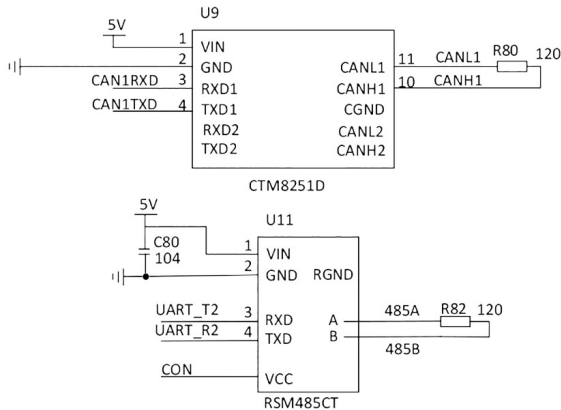 U9
5V
1 VIN
2 GND
CAN1RXD 3 RXD1
CAN1TXD 4 TXD1
RXD2
TXD2
CANL1 11 CANL1 R80 120
CANH1 10 CANH1
CGND
CANL2
CANH2
CTM8251D
5V
U11
C80
104
1 VIN
2 GND
RGND
UART_T2 3 RXD
UART_R2 4 TXD
A 485A R82 120
B 485B
CON VCC
RSM485CT